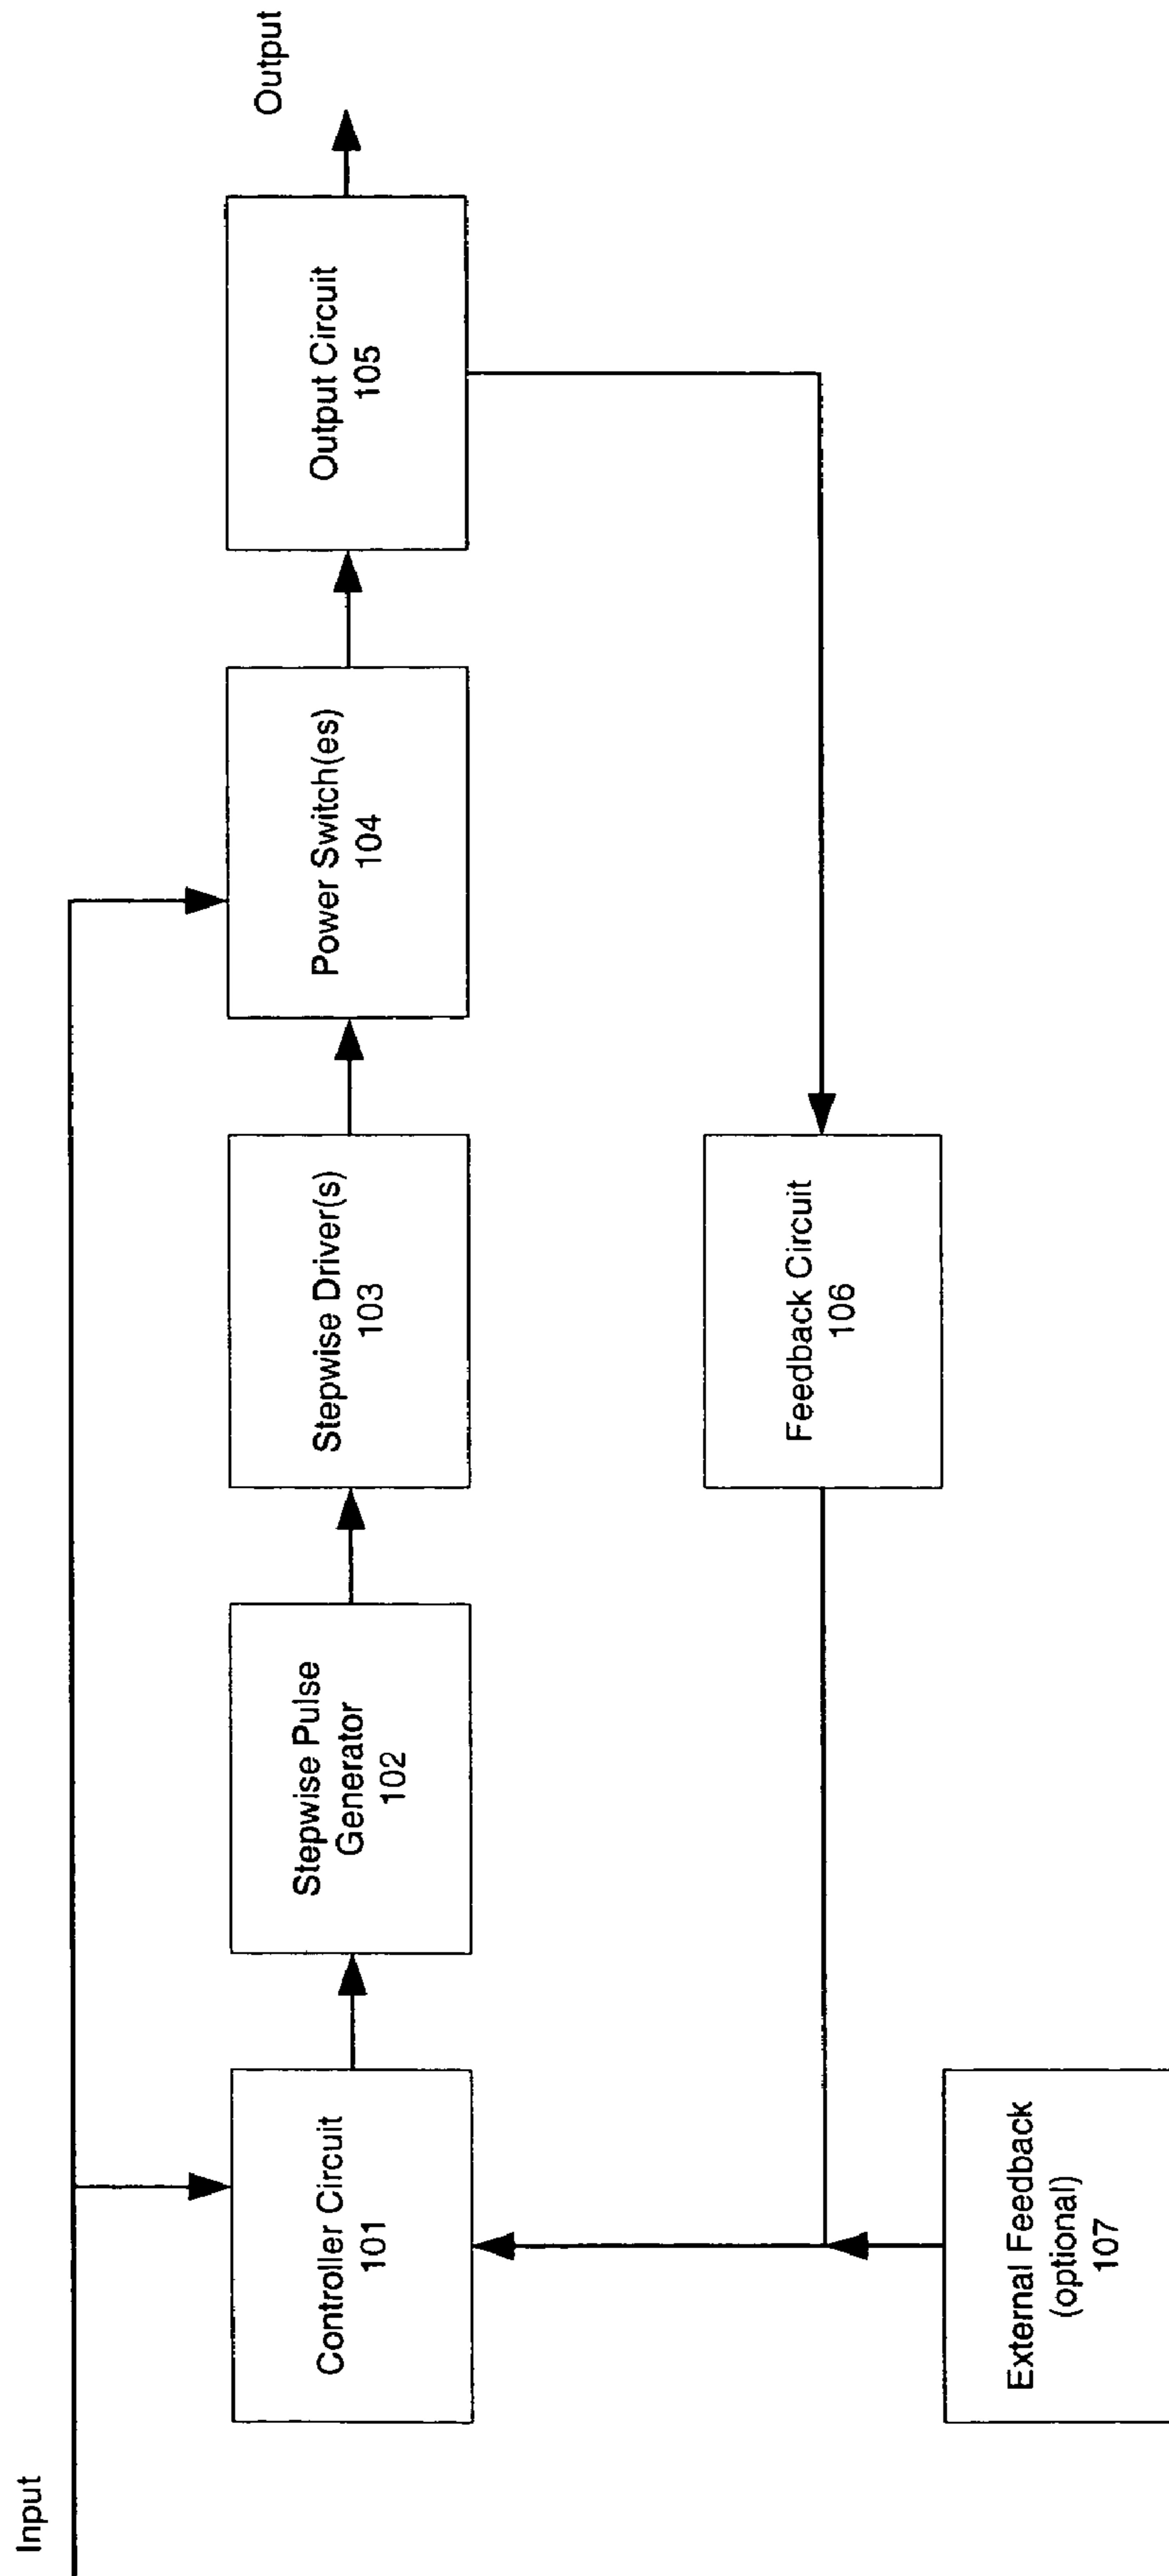 Input
Output
Controller Circuit
101
Stepwise Pulse
Generator
102
Stepwise Driver(s)
103
Power Switch(es)
104
Output Circuit
105
Feedback Circuit
106
External Feedback
(optional)
107